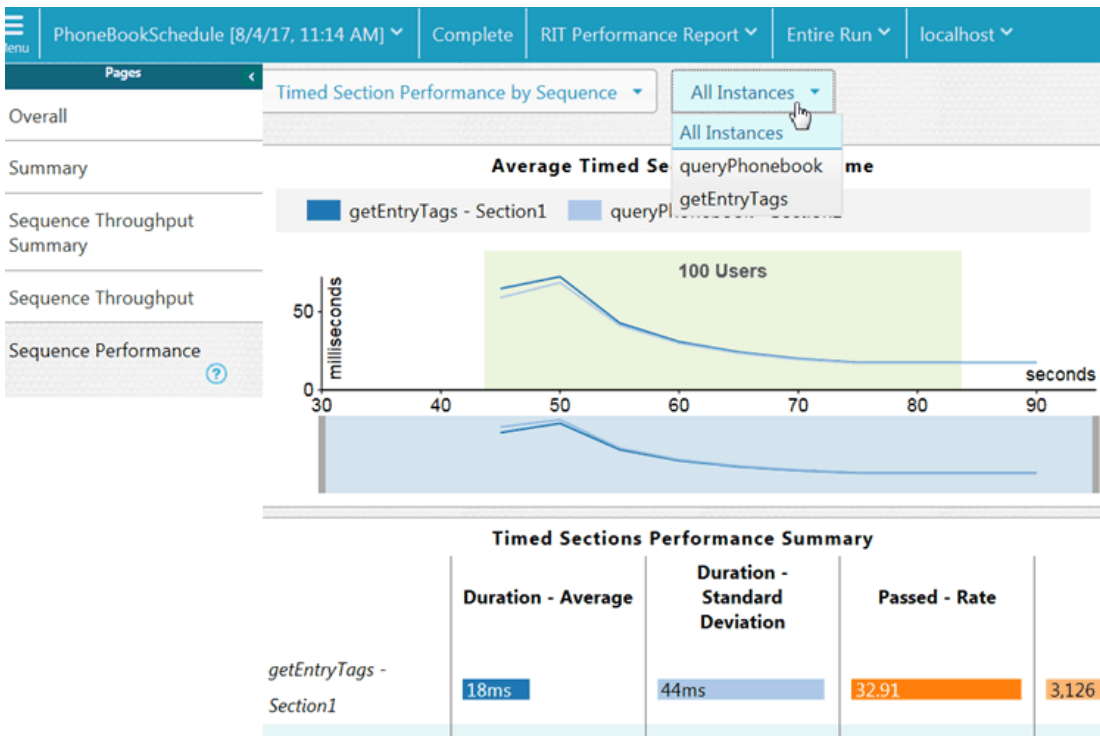 Menu
PhoneBookSchedule [8/4/17, 11:14 AM]
Complete
RIT Performance Report
Entire Run
localhost
Pages
Overall
Summary
Sequence Throughput
Summary
Sequence Throughput
Sequence Performance
?
Timed Section Performance by Sequence
All Instances
All Instances
queryPhonebook
getEntryTags
Average Timed
getEntryTags - Section1
100 Users
milliseconds
50
0
seconds
30 40 50 60 70 80 90
Timed Sections Performance Summary
Duration - Average
Duration -
Standard
Deviation
Passed - Rate
getEntryTags -
Section1
18ms
44ms
32.91
3,126